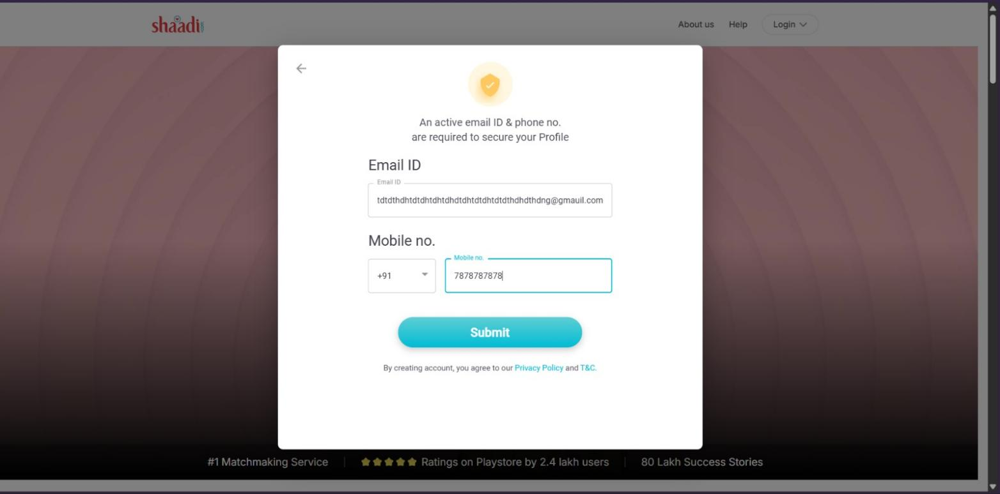 shaadi.com
About us Help Login
An active email ID & phone no.
are required to secure your Profile
Email ID
Email ID
tdtdthdhtdtdhtdhtdhdtdhtdtdhtdtdthdhdthdng@gmauil.com
Mobile no.
Mobile no.
+91 7878787878
Submit
By creating account, you agree to our Privacy Policy and T&C.
#1 Matchmaking Service | Ratings on Playstore by 2.4 lakh users | 80 Lakh Success Stories